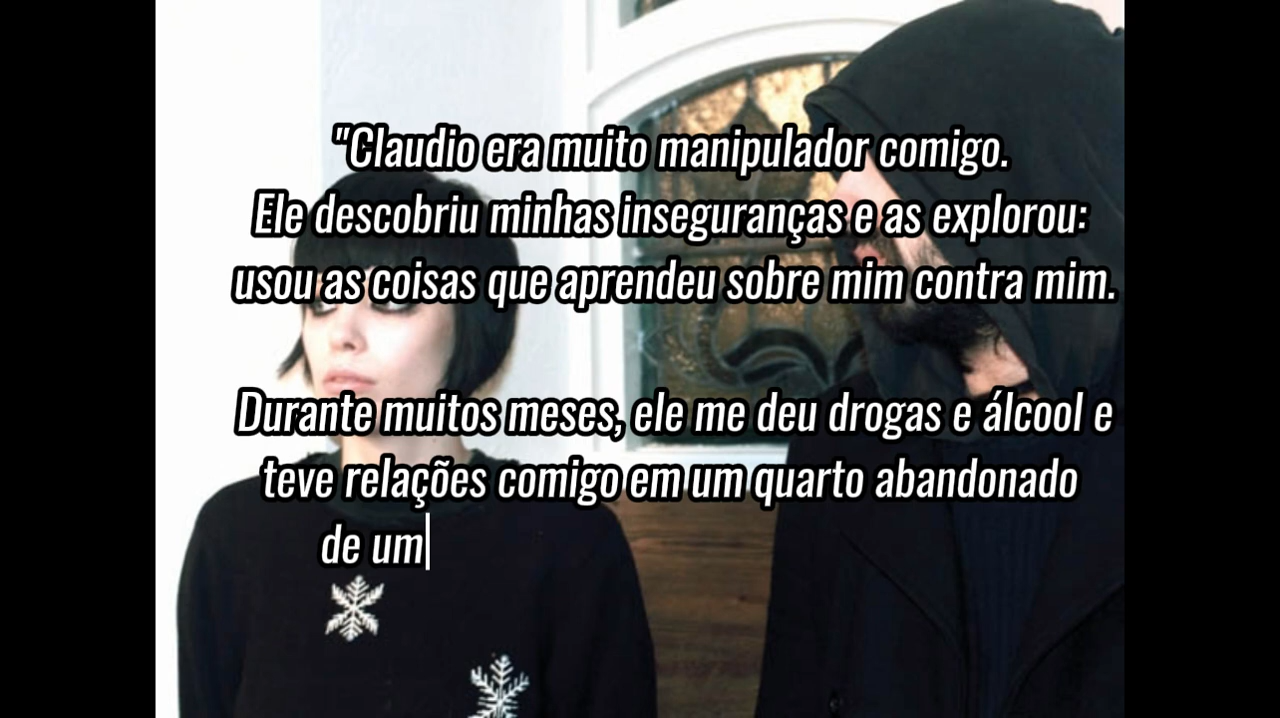 "Claudio era muito manipulador comigo.
Ele descobriu minhas inseguranças e as explorou:
usou as coisas que aprendeu sobre mim contra mim.
Durante muitos meses, ele me deu drogas e álcool e
teve relações comigo em um quarto abandonado
de um